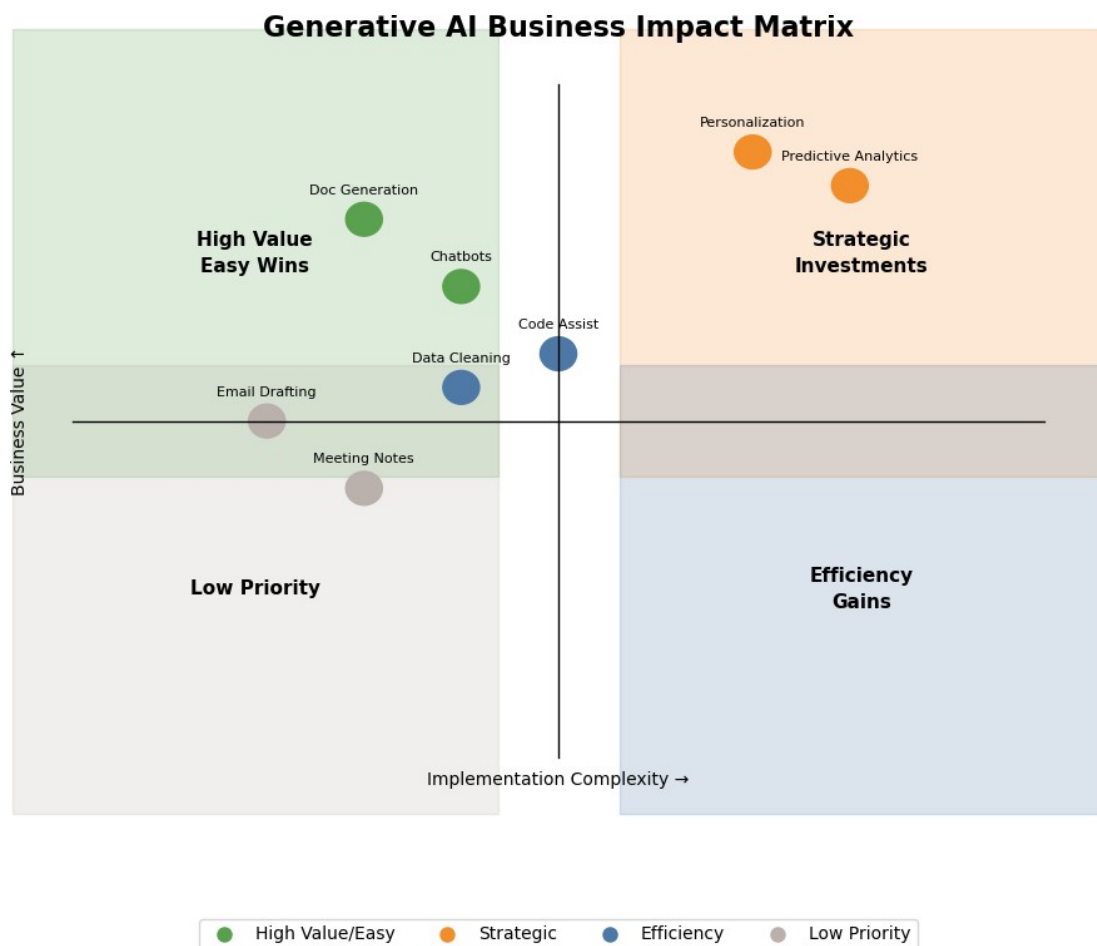 Generative AI Business Impact Matrix
Personalization
Predictive Analytics
Doc Generation
High Value
Easy Wins
Strategic
Investments
Chatbots
Code Assist
Data Cleaning
Email Drafting
Business Value ↑
Meeting Notes
Low Priority
Efficiency
Gains
Implementation Complexity →
High Value/Easy
Strategic
Efficiency
Low Priority